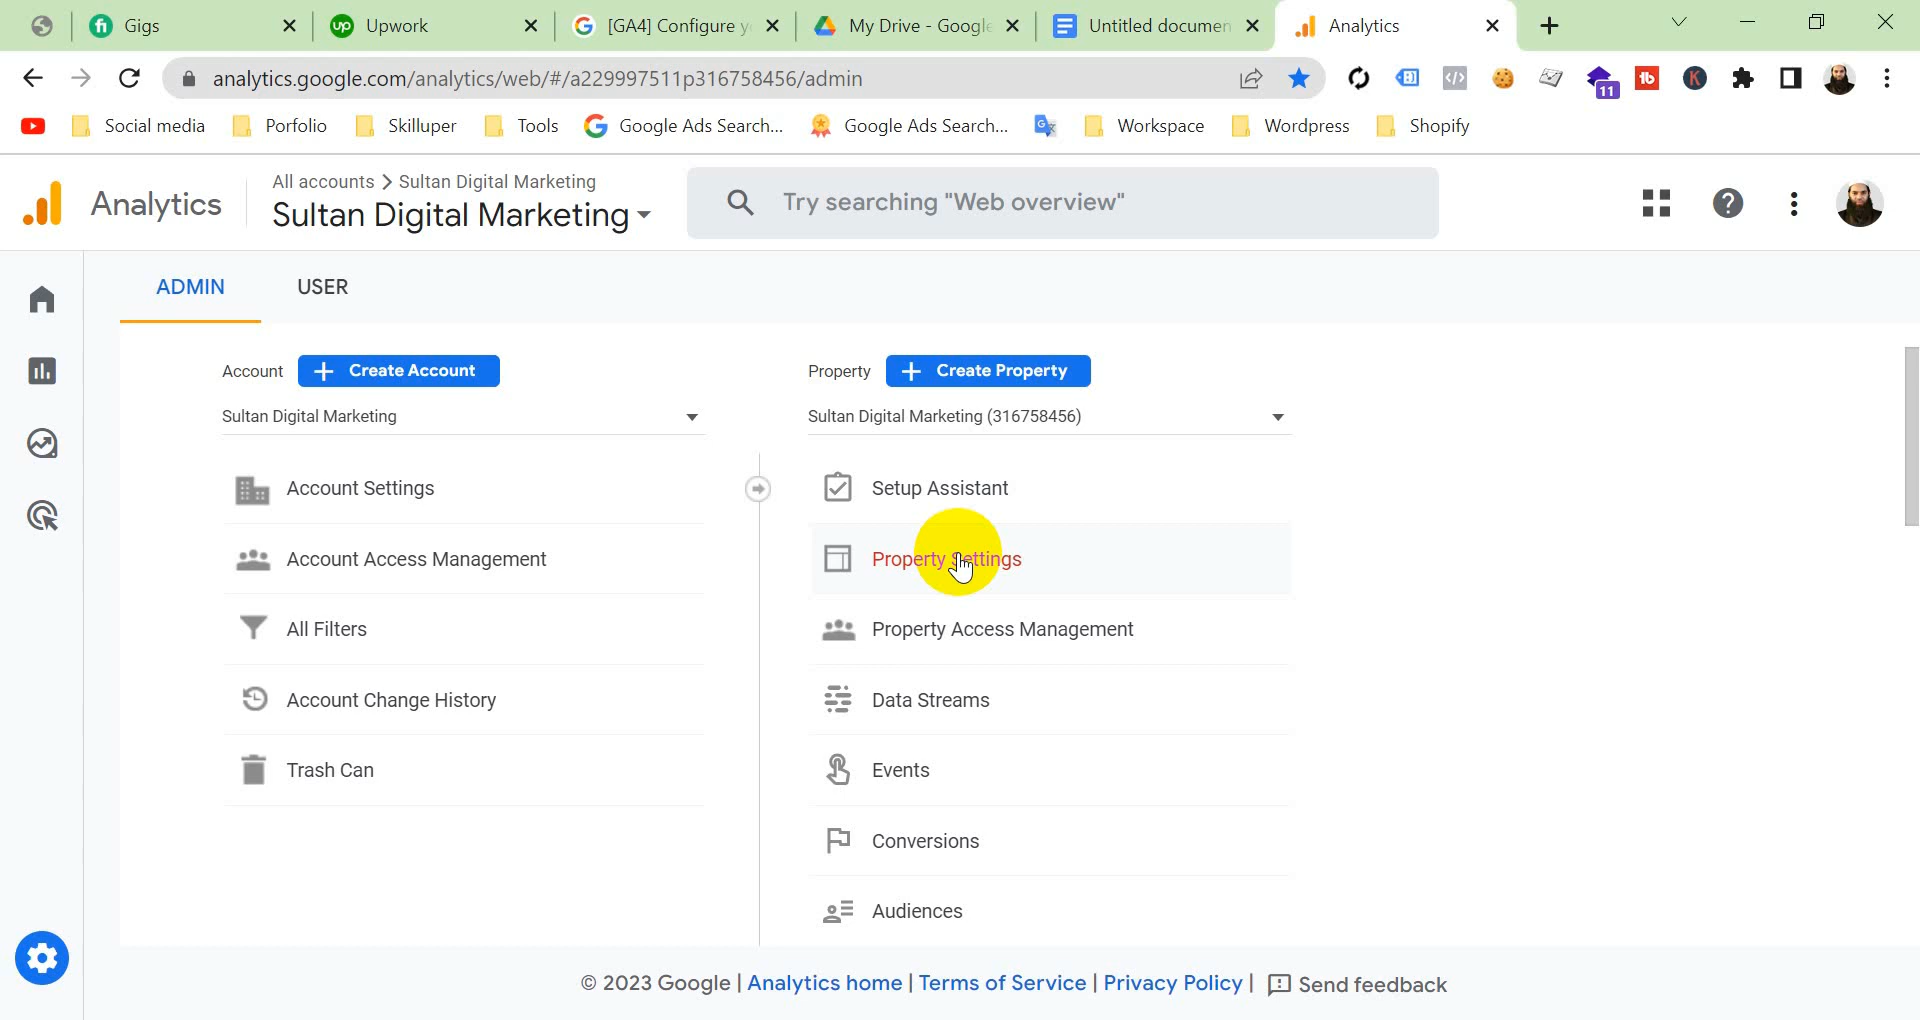 Gigs
Upwork
[GA4] Configure y
My Drive - Google
Untitled documen
Analytics
analytics.google.com/analytics/web/#/a229997511p316758456/admin
11
Social media
Porfolio
Skilluper
Tools
Google Ads Search...
Google Ads Search...
Workspace
Wordpress
Shopify
Analytics
All accounts > Sultan Digital Marketing
Sultan Digital Marketing
Try searching "Web overview"
ADMIN
USER
Account
+ Create Account
Property
+ Create Property
Sultan Digital Marketing
Sultan Digital Marketing (316758456)
Account Settings
Setup Assistant
Account Access Management
Property Settings
All Filters
Property Access Management
Account Change History
Data Streams
Trash Can
Events
Conversions
Audiences
© 2023 Google | Analytics home | Terms of Service | Privacy Policy | Send feedback